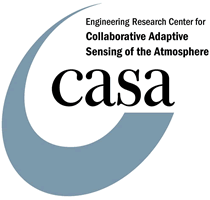 Engineering Research Center for
Collaborative Adaptive
Sensing of the Atmosphere
casa